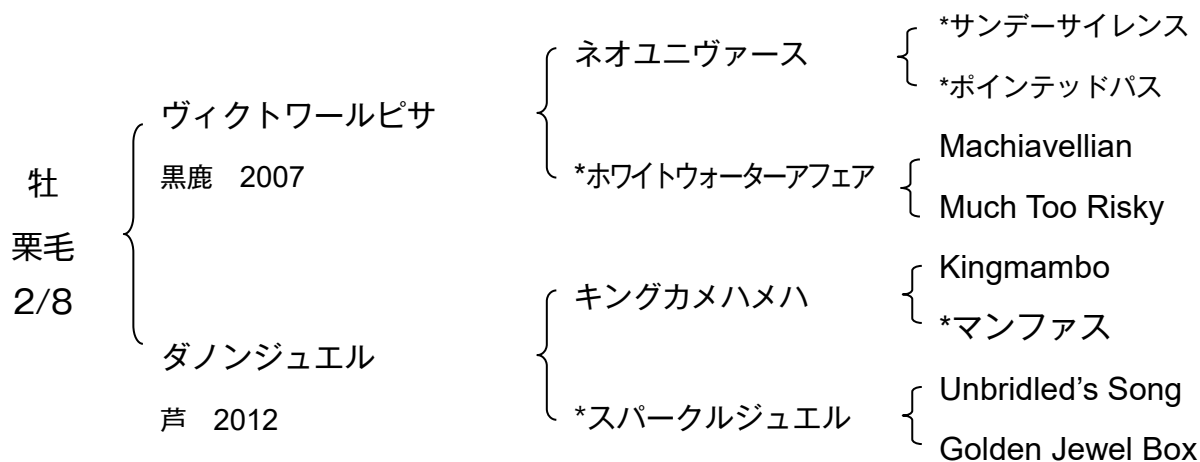 牡
栗毛
2/8
ヴィクトワールピサ
黒鹿 2007
ダノンジュエル
芦 2012
ネオユニヴァース
*ホワイトウォーターアフェア
キングカメハメハ
*スパークルジュエル
*サンデーサイレンス
*ポインテッドパス
Machiavellian
Much Too Risky
Kingmambo
*マンファス
Unbridled’s Song
Golden Jewel Box